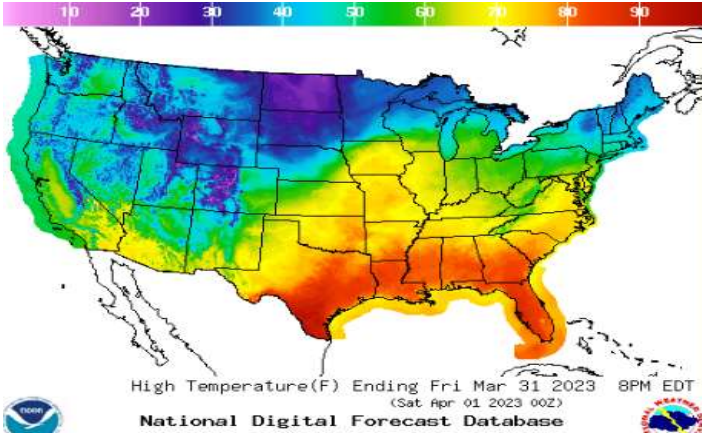 10 20 30 40 50 60 70 80 90
High Temperature(F) Ending Fri Mar 31 2023 8PM EDT
(Sat Apr 01 2023 00Z)
National Digital Forecast Database